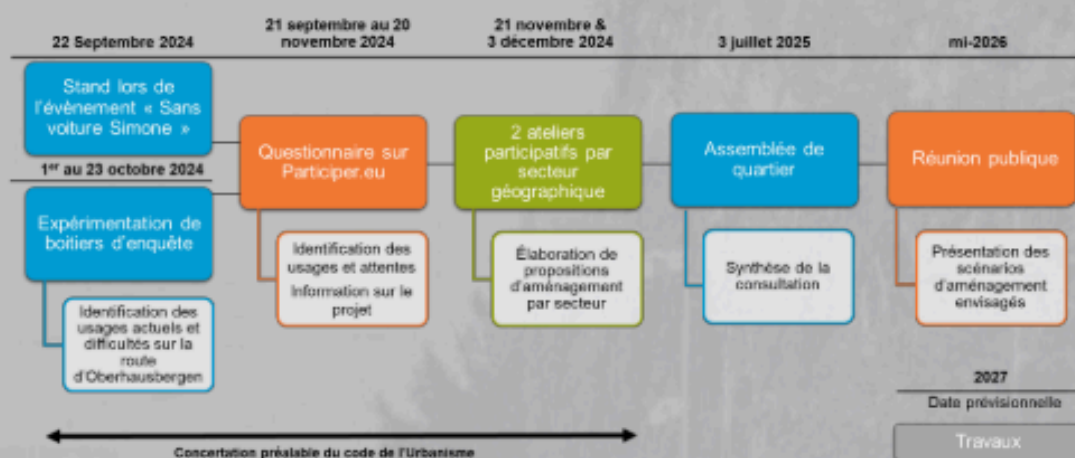 22 Septembre 2024
Stand lors de
l'évènement « Sans
voiture Simone »
1er au 23 octobre 2024
Expérimentation de
boitiers d'enquête
Identification des
usages actuels et
difficultés sur la
route
d'Oberhausbergen
21 septembre au 20
novembre 2024
Questionnaire sur
Participer.eu
Identification des
usages et attentes
Information sur le
projet
21 novembre &
3 décembre 2024
2 ateliers
participatifs par
secteur
géographique
Élaboration de
propositions
d'aménagement
par secteur
3 juillet 2025
Assemblée de
quartier
Synthèse de la
consultation
mi-2026
Réunion publique
Présentation des
scénarios
d'aménagement
envisagés
2027
Date prévisionnelle
Travaux
Concertation préalable du code de l'Urbanisme